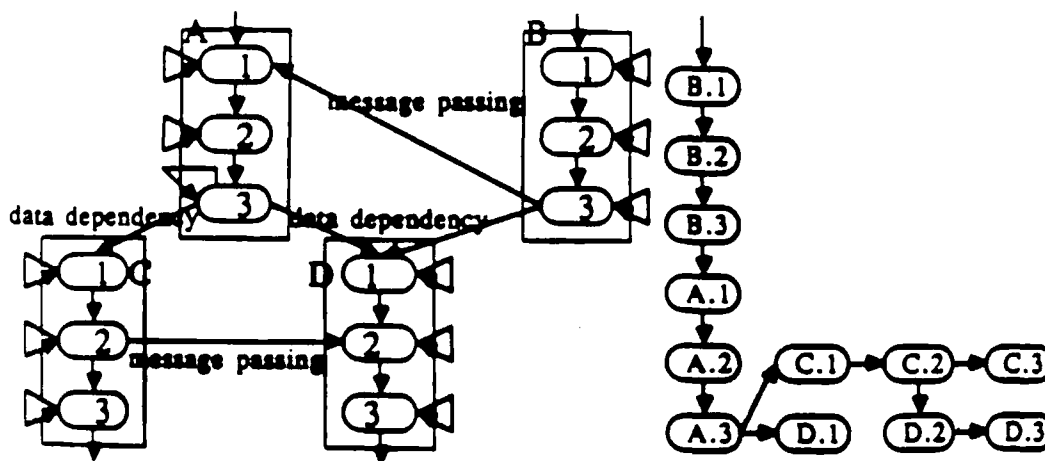 A
1
2
3
B
1
2
3
message passing
data dependency
data dependency
C
1
2
3
D
1
2
3
message passing
B.1
B.2
B.3
A.1
A.2
A.3
C.1
C.2
C.3
D.1
D.2
D.3